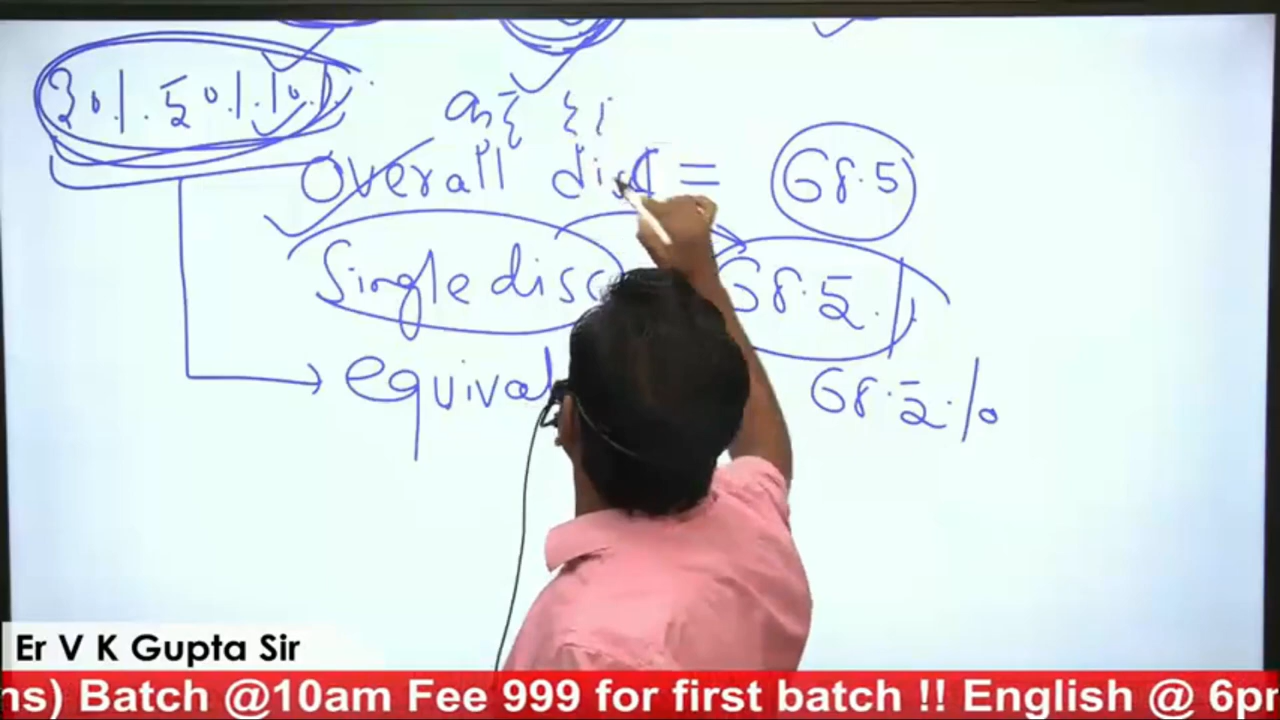 30%. 50%. 10%.
Overall disct = 68.5
Single disc 68.5%
equival 68.5%
Er V K Gupta Sir
ns) Batch @10am Fee 999 for first batch !! English @ 6pr